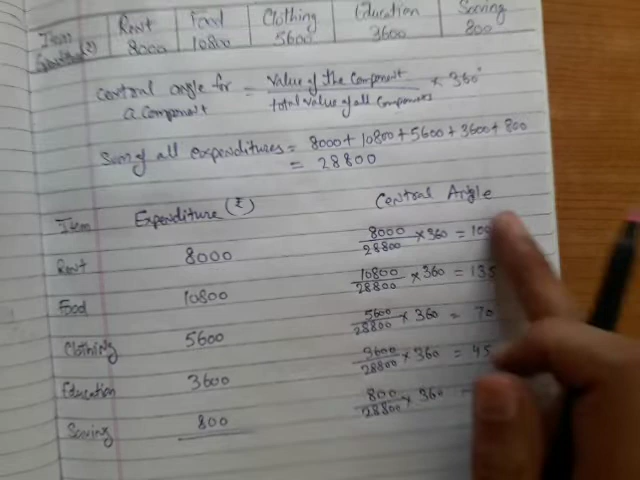 Item Rent Food Clothing Education Saving
8000 10800 5600 3600 800
Central angle for a component = Value of the component / total value of all components × 360°
Sum of all expenditures = 8000 + 10800 + 5600 + 3600 + 800
= 28800
Item Expenditure (₹) Central Angle
Rent 8000 8000/28800 × 360 = 100
Food 10800 10800/28800 × 360 = 135
Clothing 5600 5600/28800 × 360 = 70
Education 3600 3600/28800 × 360 = 45
Saving 800 800/28800 × 360 =